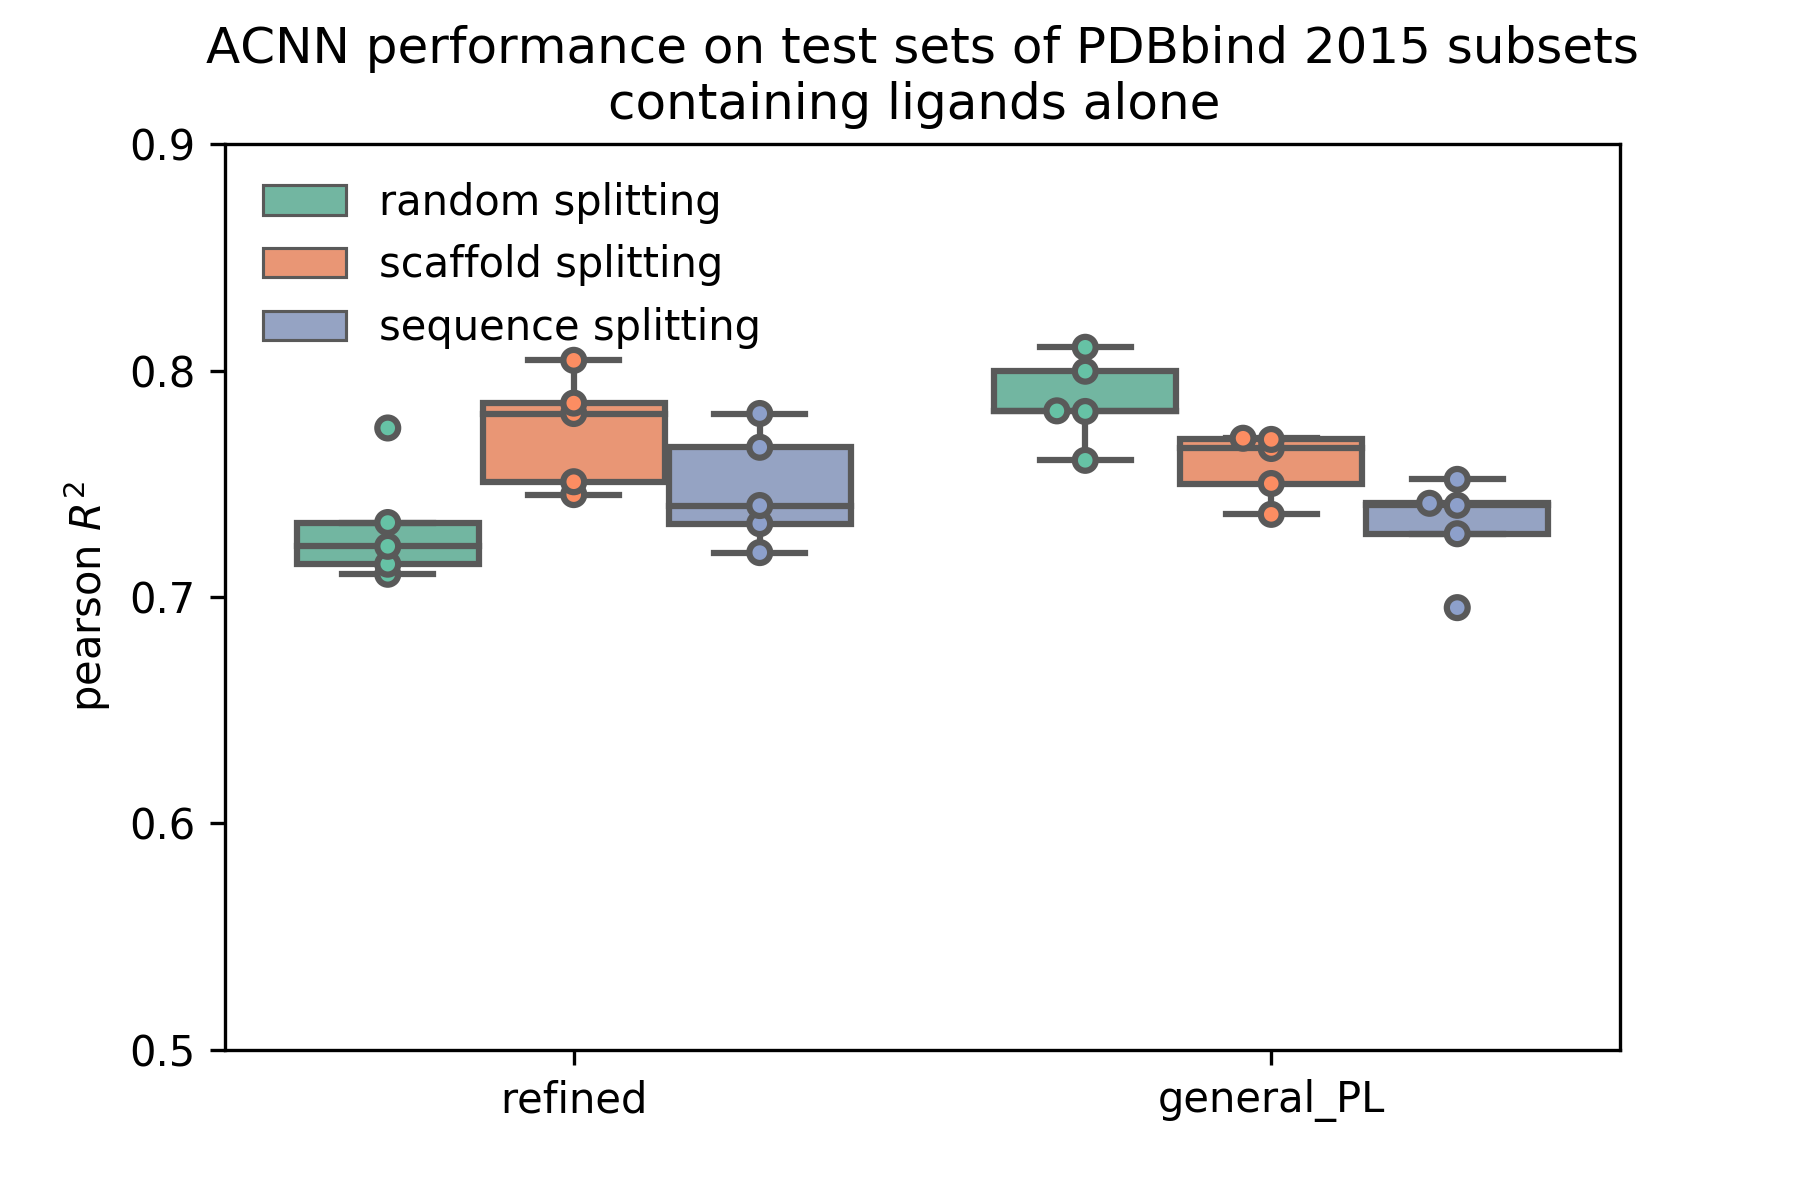 ACNN performance on test sets of PDBbind 2015 subsets
containing ligands alone
0.9
0.8
0.7
0.6
0.5
pearson R²
random splitting
scaffold splitting
sequence splitting
refined
general_PL